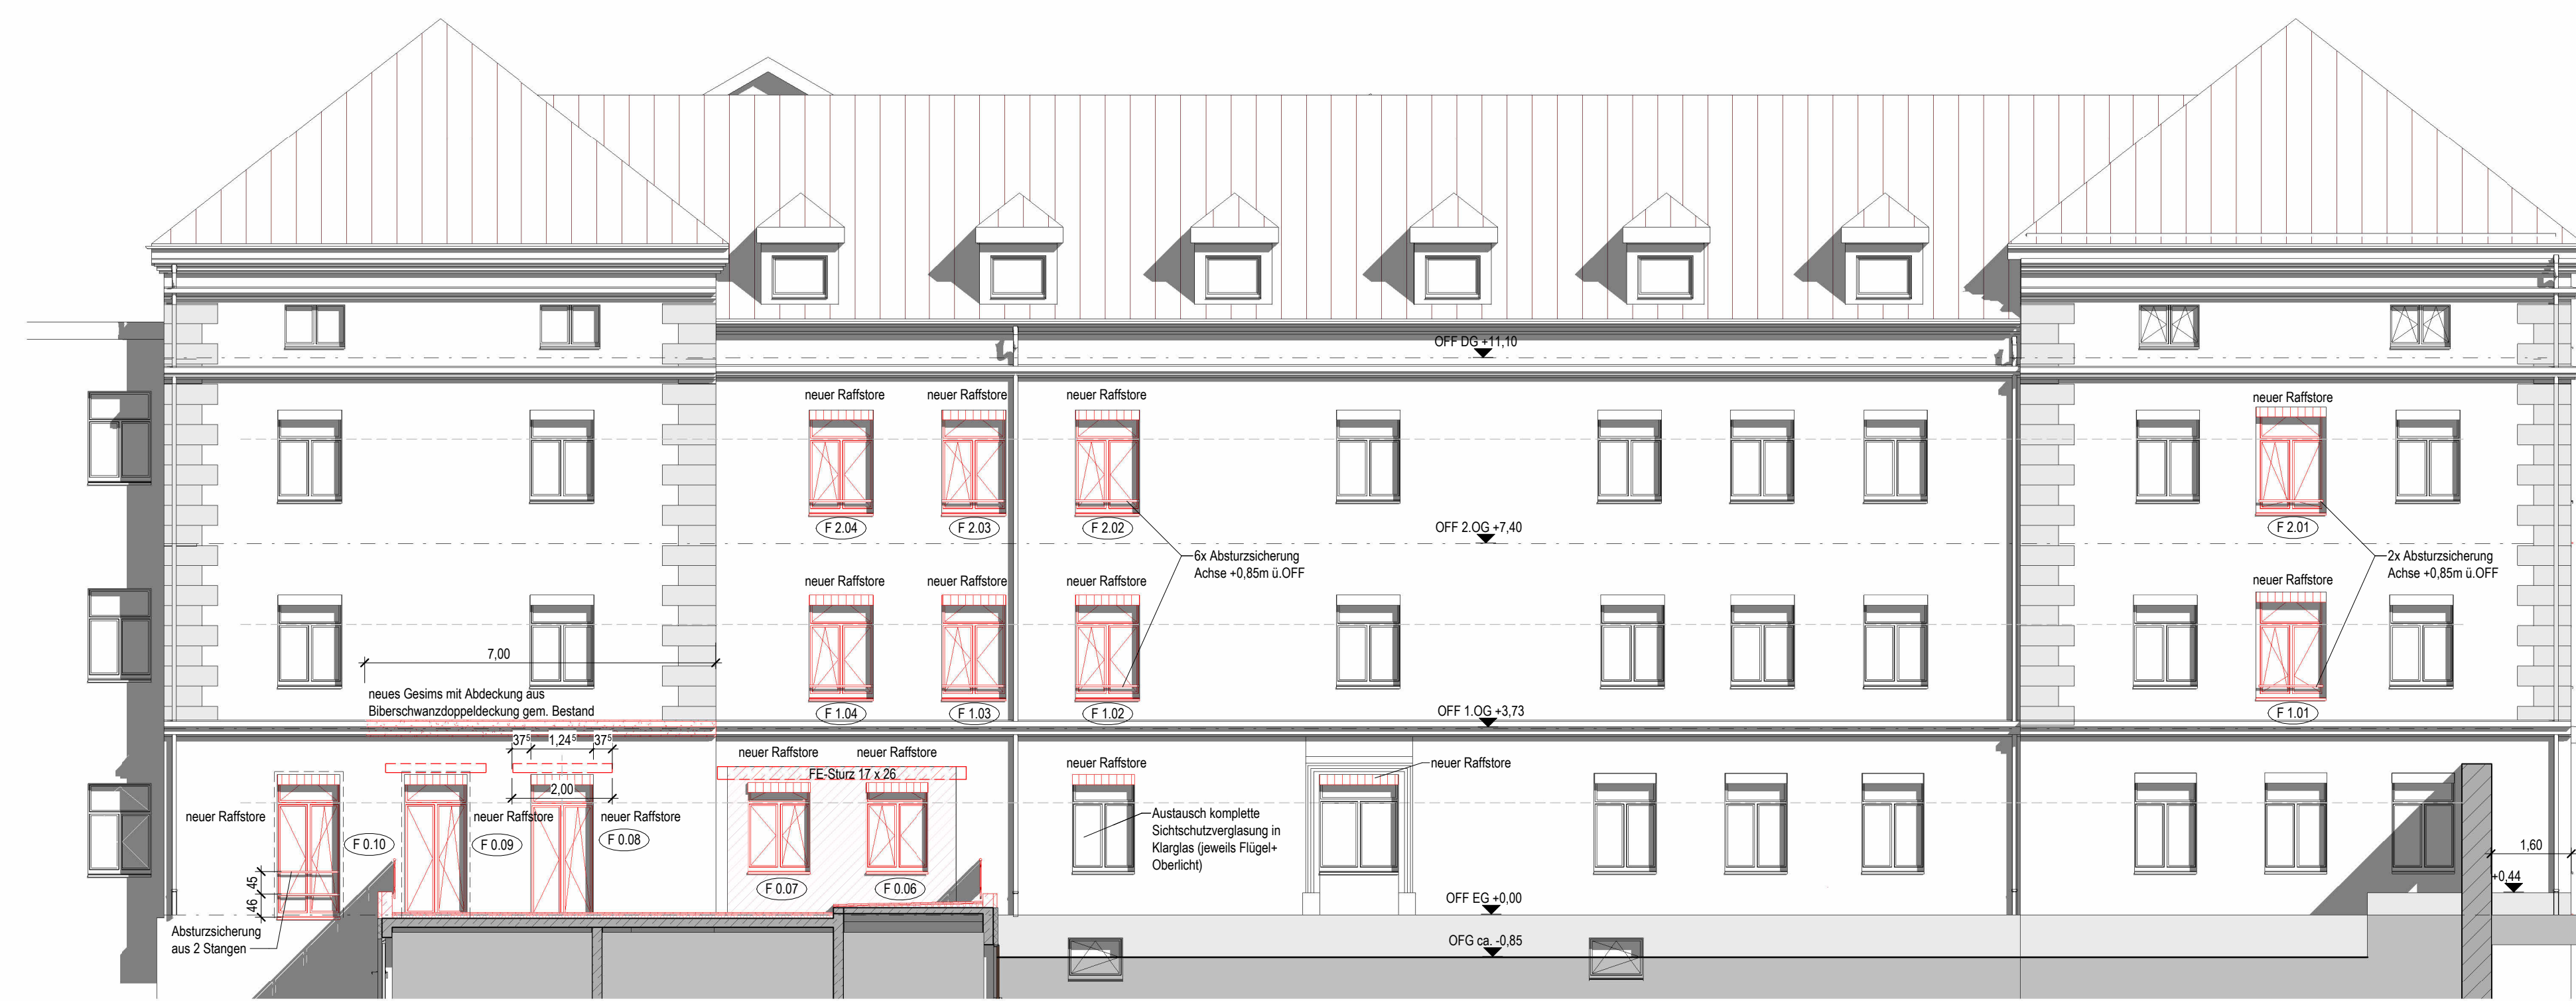 OFF DG +11,10
neuer Raffstore
neuer Raffstore
neuer Raffstore
neuer Raffstore
F 2.04
F 2.03
F 2.02
F 2.01
OFF 2.OG +7,40
6x Absturzsicherung
Achse +0,85m ü.OFF
2x Absturzsicherung
Achse +0,85m ü.OFF
neuer Raffstore
neuer Raffstore
neuer Raffstore
neuer Raffstore
7,00
neues Gesims mit Abdeckung aus
Biberschwanzdoppeldeckung gem. Bestand
F 1.04
F 1.03
F 1.02
F 1.01
OFF 1.OG +3,73
37⁵
1,24⁵
37⁵
neuer Raffstore
neuer Raffstore
neuer Raffstore
neuer Raffstore
FE-Sturz 17 x 26
2,00
neuer Raffstore
neuer Raffstore
neuer Raffstore
F 0.10
F 0.09
F 0.08
Austausch komplette
Sichtschutzverglasung in
Klarglas (jeweils Flügel+
Oberlicht)
1,60
F 0.07
F 0.06
45
46
+0,44
OFF EG +0,00
Absturzsicherung
aus 2 Stangen
OFG ca. -0,85